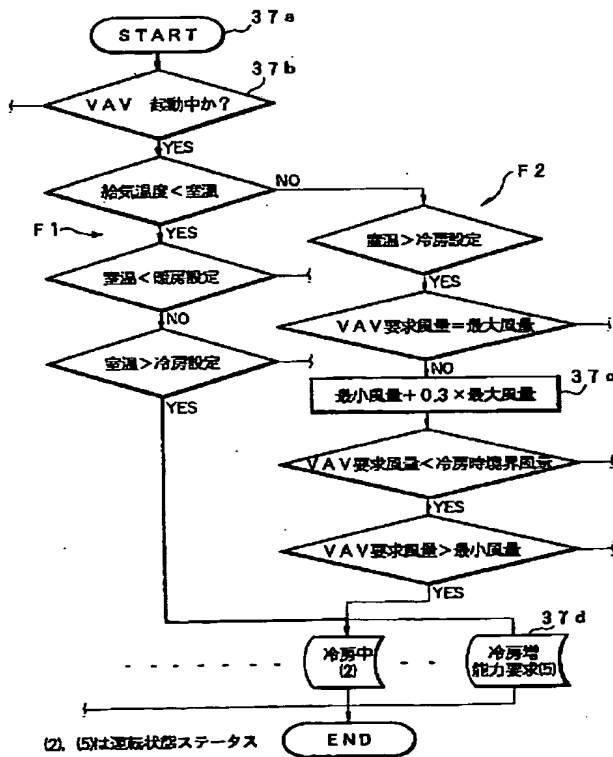 37a
START
37b
VAV 起動中か?
YES
給気温度<室温
NO
F2
F1
YES
室温>冷房設定
室温<暖房設定
YES
NO
VAV要求風量=最大風量
室温>冷房設定
NO
37c
最小風量+0.3×最大風量
YES
VAV要求風量<冷房時境界風量
YES
VAV要求風量>最小風量
YES
37d
冷房中
(2)
冷房増
能力要求(5)
(2), (5)は運転状態ステータス
END